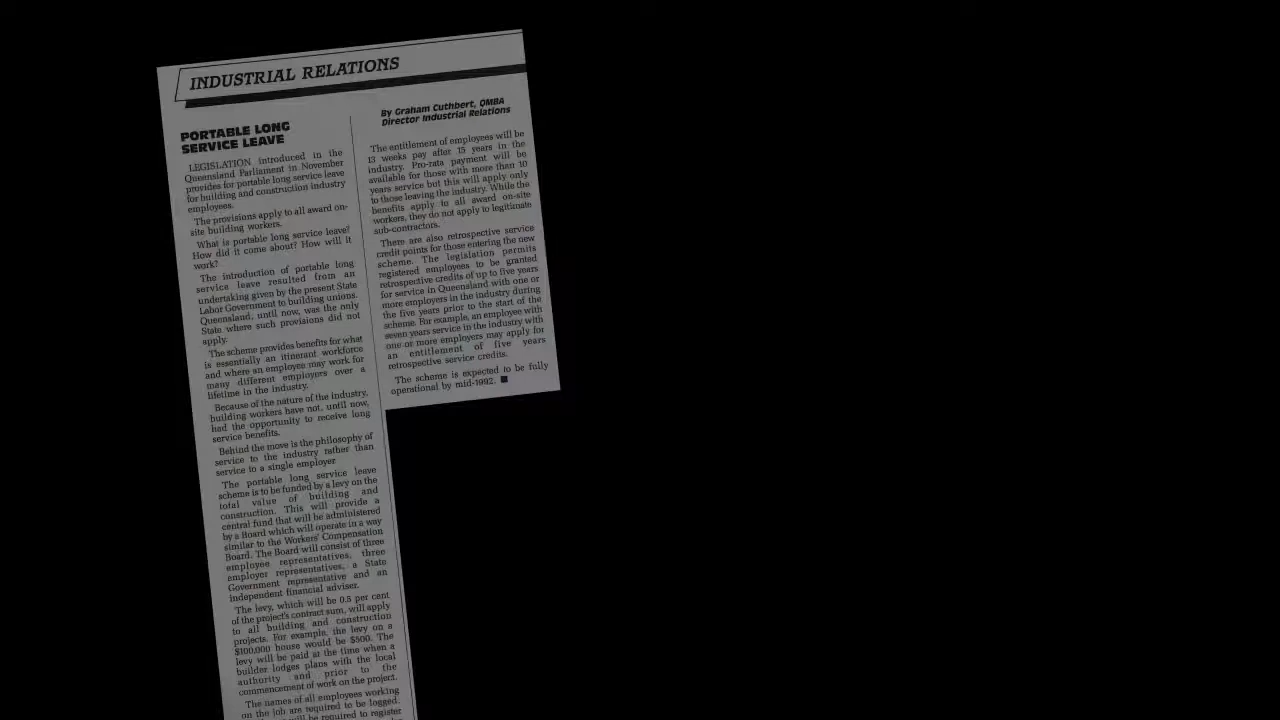 INDUSTRIAL RELATIONS
PORTABLE LONG
SERVICE LEAVE
LEGISLATION introduced in the
Queensland Parliament in November
provides for portable long service leave
for building and construction industry
employees.
The provisions apply to all award on-
site building workers.
What is portable long service leave?
How did it come about? How will it
work?
The introduction of portable long
service leave resulted from an
undertaking given by the present State
Labor Government to building unions.
Queensland, until now, was the only
State where such provisions did not
apply.
The scheme provides benefits for what
is essentially an itinerant workforce
and where an employee may work for
many different employers over a
lifetime in the industry.
Because of the nature of the industry,
building workers have not, until now,
had the opportunity to receive long
service benefits.
Behind the move is the philosophy of
service to the industry rather than
service to a single employer
The portable long service leave
scheme is to be funded by a levy on the
total value of building and
construction. This will provide a
central fund that will be administered
by a Board which will operate in a way
similar to the Workers' Compensation
Board. The Board will consist of three
employee representatives, three
employer representatives, a State
Government representative and an
independent financial adviser.
The levy, which will be 0.5 per cent
of the project's contract sum, will apply
to all building and construction
projects. For example, the levy on a
$100,000 house would be $500. The
levy will be paid at the time when a
builder lodges plans with the local
authority and prior to the
commencement of work on the project.
The names of all employees working
on the job are required to be logged.
will be required to register
By Graham Cuthbert, QMBA
Director Industrial Relations
The entitlement of employees will be
13 weeks pay after 15 years in the
industry. Pro-rata payment will be
available for those with more than 10
years service but this will apply only
to those leaving the industry. While the
benefits apply to all award on-site
workers, they do not apply to legitimate
sub-contractors.
There are also retrospective service
credit points for those entering the new
scheme. The legislation permits
registered employees to be granted
retrospective credits of up to five years
for service in Queensland with one or
more employers in the industry during
the five years prior to the start of the
scheme. For example, an employee with
seven years service in the industry with
one or more employers may apply for
an entitlement of five years
retrospective service credits.
The scheme is expected to be fully
operational by mid-1992. ■